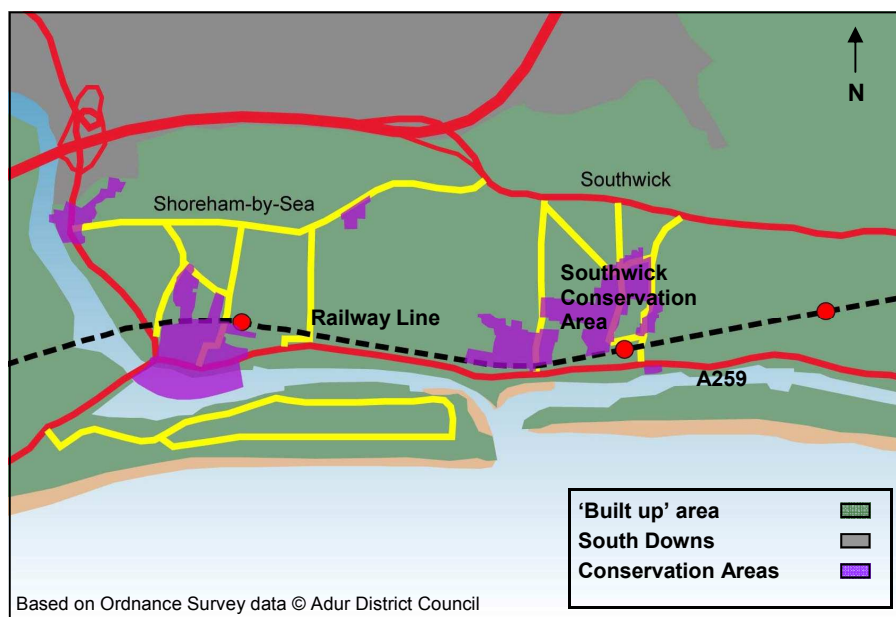 N
Southwick
Shoreham-by-Sea
Southwick
Conservation
Area
Railway Line
A259
‘Built up’ area
South Downs
Conservation Areas
Based on Ordnance Survey data © Adur District Council